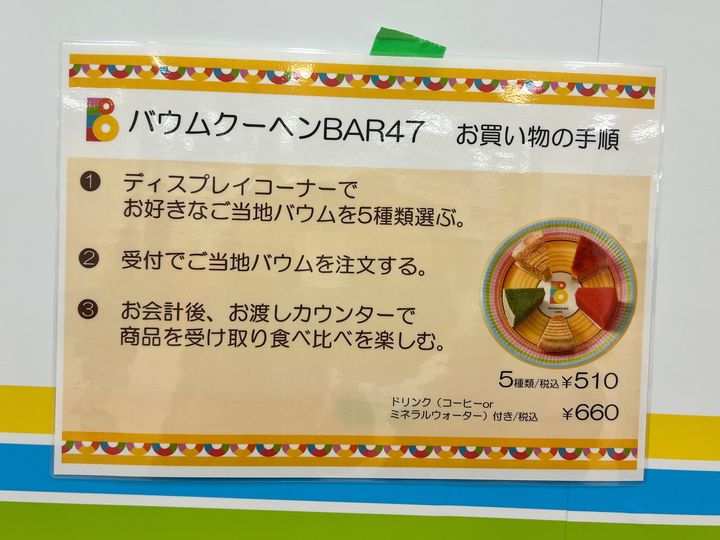 バウムクーヘンBAR47 お買い物の手順
❶ ディスプレイコーナーで
お好きなご当地バウムを5種類選ぶ。
❷ 受付でご当地バウムを注文する。
❸ お会計後、お渡しカウンターで
商品を受け取り食べ比べを楽しむ。
5種類/税込 ¥510
ドリンク（コーヒーor
ミネラルウォーター）付き/税込 ¥660